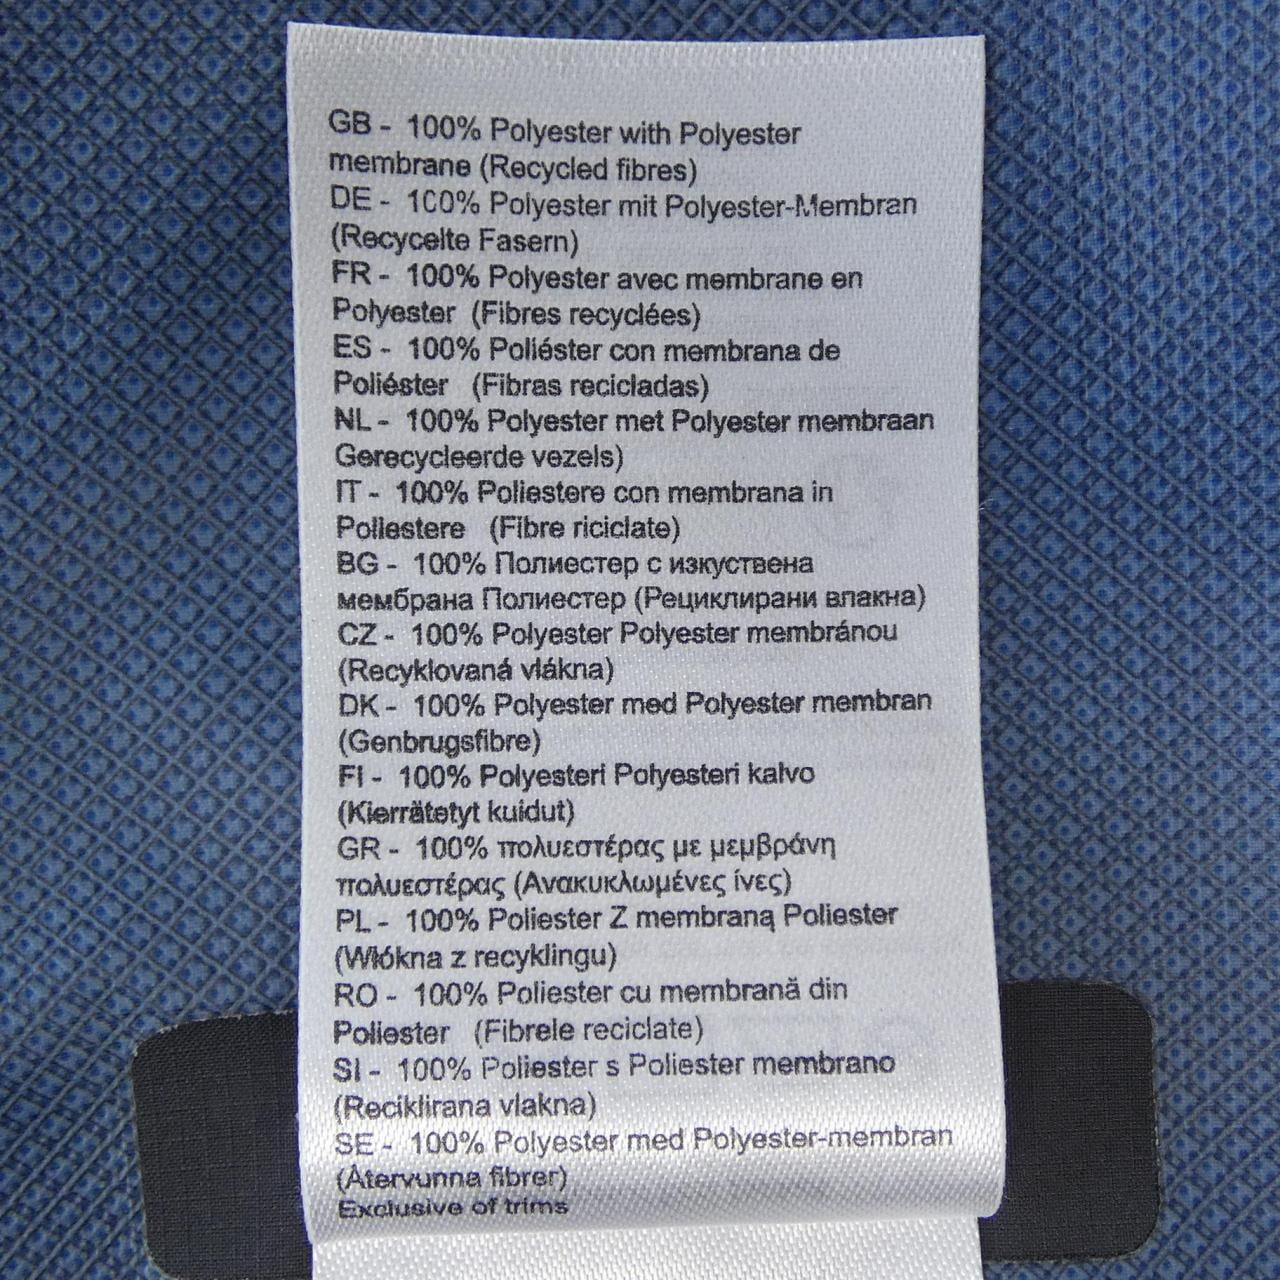 GB - 100% Polyester with Polyester
membrane (Recycled fibres)
DE - 100% Polyester mit Polyester-Membran
(Recycelte Fasern)
FR - 100% Polyester avec membrane en
Polyester (Fibres recyclées)
ES - 100% Poliéster con membrana de
Poliéster (Fibras recicladas)
NL - 100% Polyester met Polyester membraan
Gerecycleerde vezels)
IT - 100% Poliestere con membrana in
Poliestere (Fibre riciclate)
BG - 100% Полиестер с изкуствена
мембрана Полиестер (Рециклирани влакна)
CZ - 100% Polyester Polyester membránou
(Recyklovaná vlákna)
DK - 100% Polyester med Polyester membran
(Genbrugsfibre)
FI - 100% Polyesteri Polyesteri kalvo
(Kierrätetyt kuidut)
GR - 100% πολυεστέρας με μεμβράνη
πολυεστέρας (Ανακυκλωμένες ίνες)
PL - 100% Poliester Z membraną Poliester
(Włókna z recyklingu)
RO - 100% Poliester cu membrană din
Poliester (Fibrele reciclate)
SI - 100% Poliester s Poliester membrano
(Reciklirana vlakna)
SE - 100% Polyester med Polyester-membran
(Återvunna fibrer)
Exclusive of trims